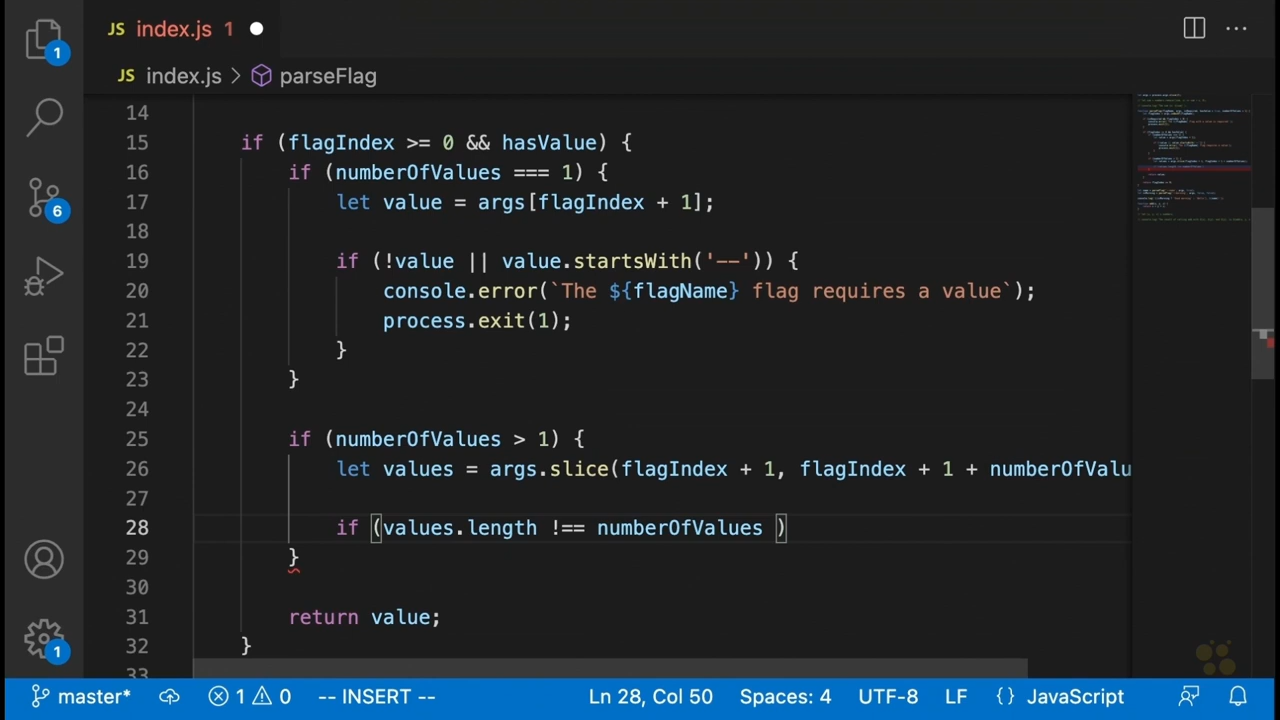 JS index.js 1
JS index.js > parseFlag
14
15 if (flagIndex >= 0 && hasValue) {
16 if (numberOfValues === 1) {
17 let value = args[flagIndex + 1];
18
19 if (!value || value.startsWith('--')) {
20 console.error(`The ${flagName} flag requires a value`);
21 process.exit(1);
22 }
23 }
24
25 if (numberOfValues > 1) {
26 let values = args.slice(flagIndex + 1, flagIndex + 1 + numberOfValu
27
28 if (values.length !== numberOfValues )
29 }
30
31 return value;
32 }
33
1
6
1
master* 1 0 -- INSERT -- Ln 28, Col 50 Spaces: 4 UTF-8 LF {} JavaScript